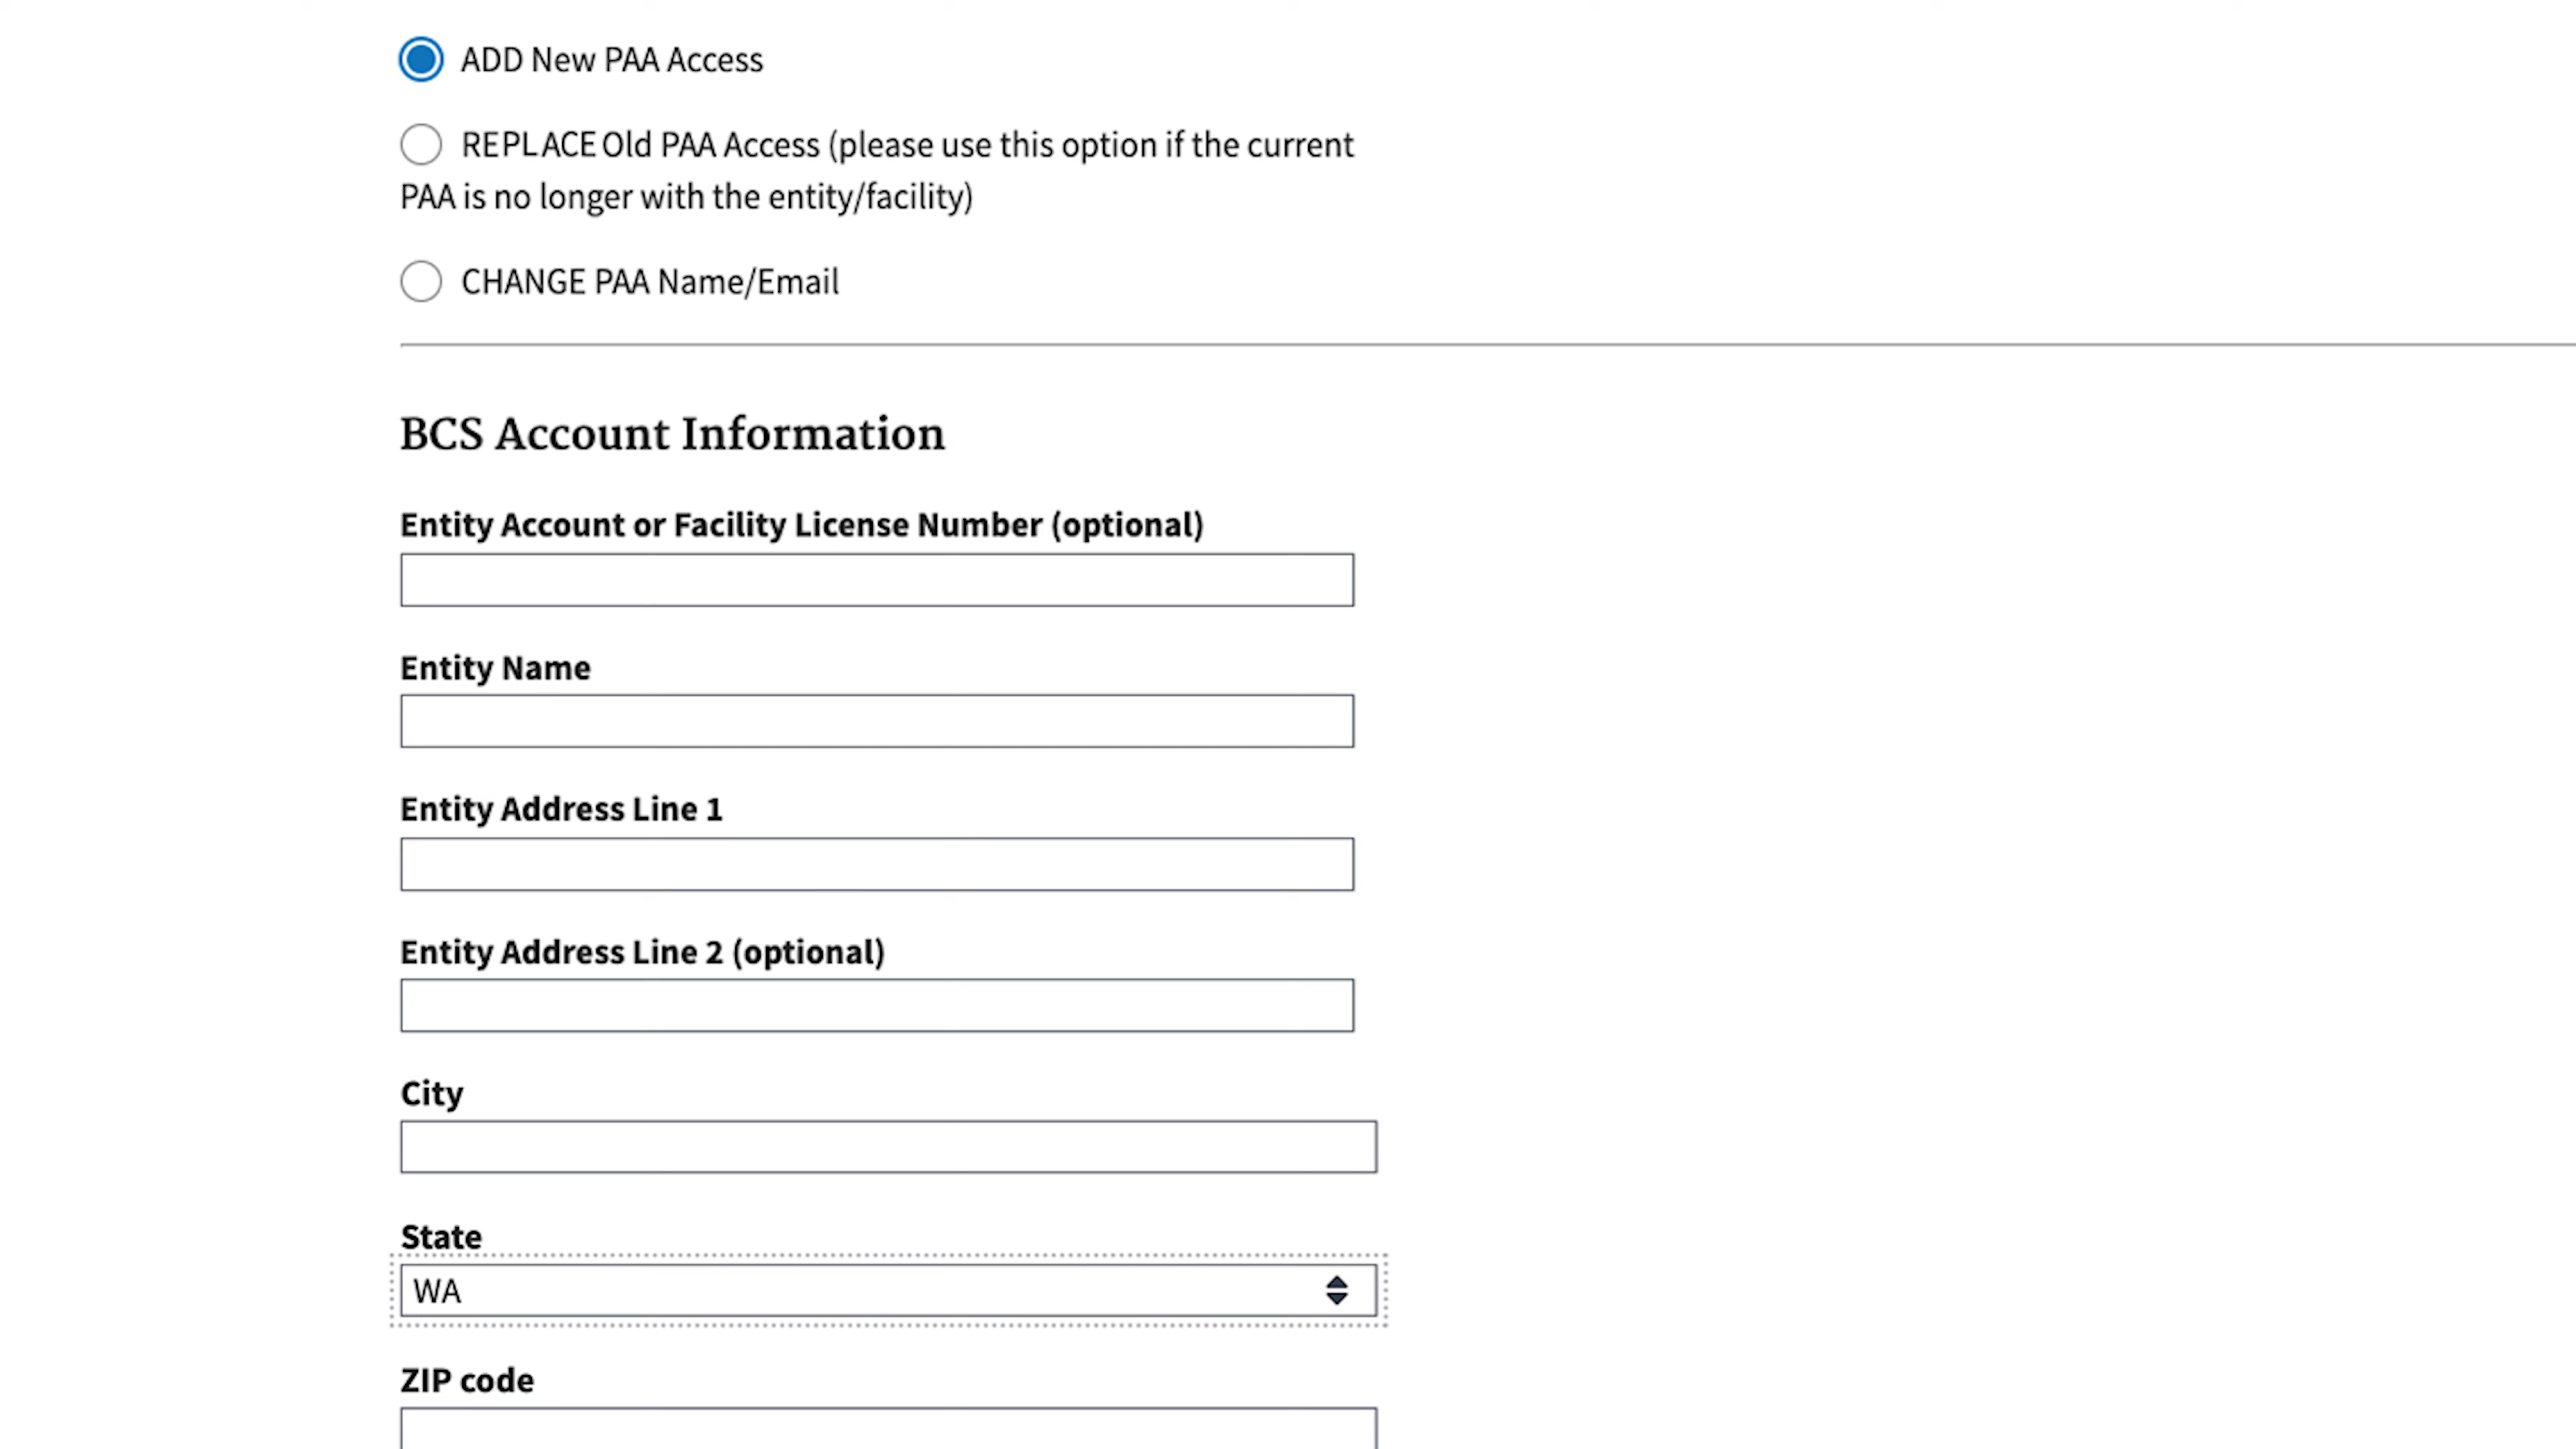 ADD New PAA Access
REPLACE Old PAA Access (please use this option if the current
PAA is no longer with the entity/facility)
CHANGE PAA Name/Email
BCS Account Information
Entity Account or Facility License Number (optional)
Entity Name
Entity Address Line 1
Entity Address Line 2 (optional)
City
State
WA
ZIP code